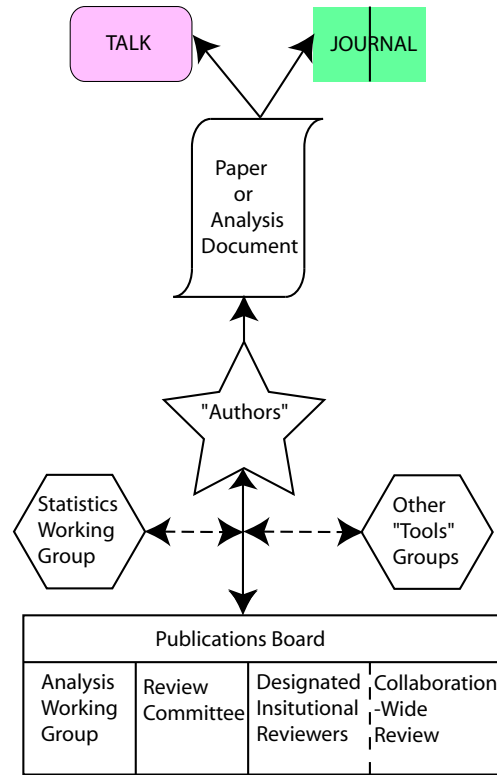 TALK
JOURNAL
Paper
or
Analysis
Document
"Authors"
Statistics
Working
Group
Other
"Tools"
Groups
Publications Board
Analysis
Working
Group
Review
Committee
Designated
Insitutional
Reviewers
Collaboration
-Wide
Review